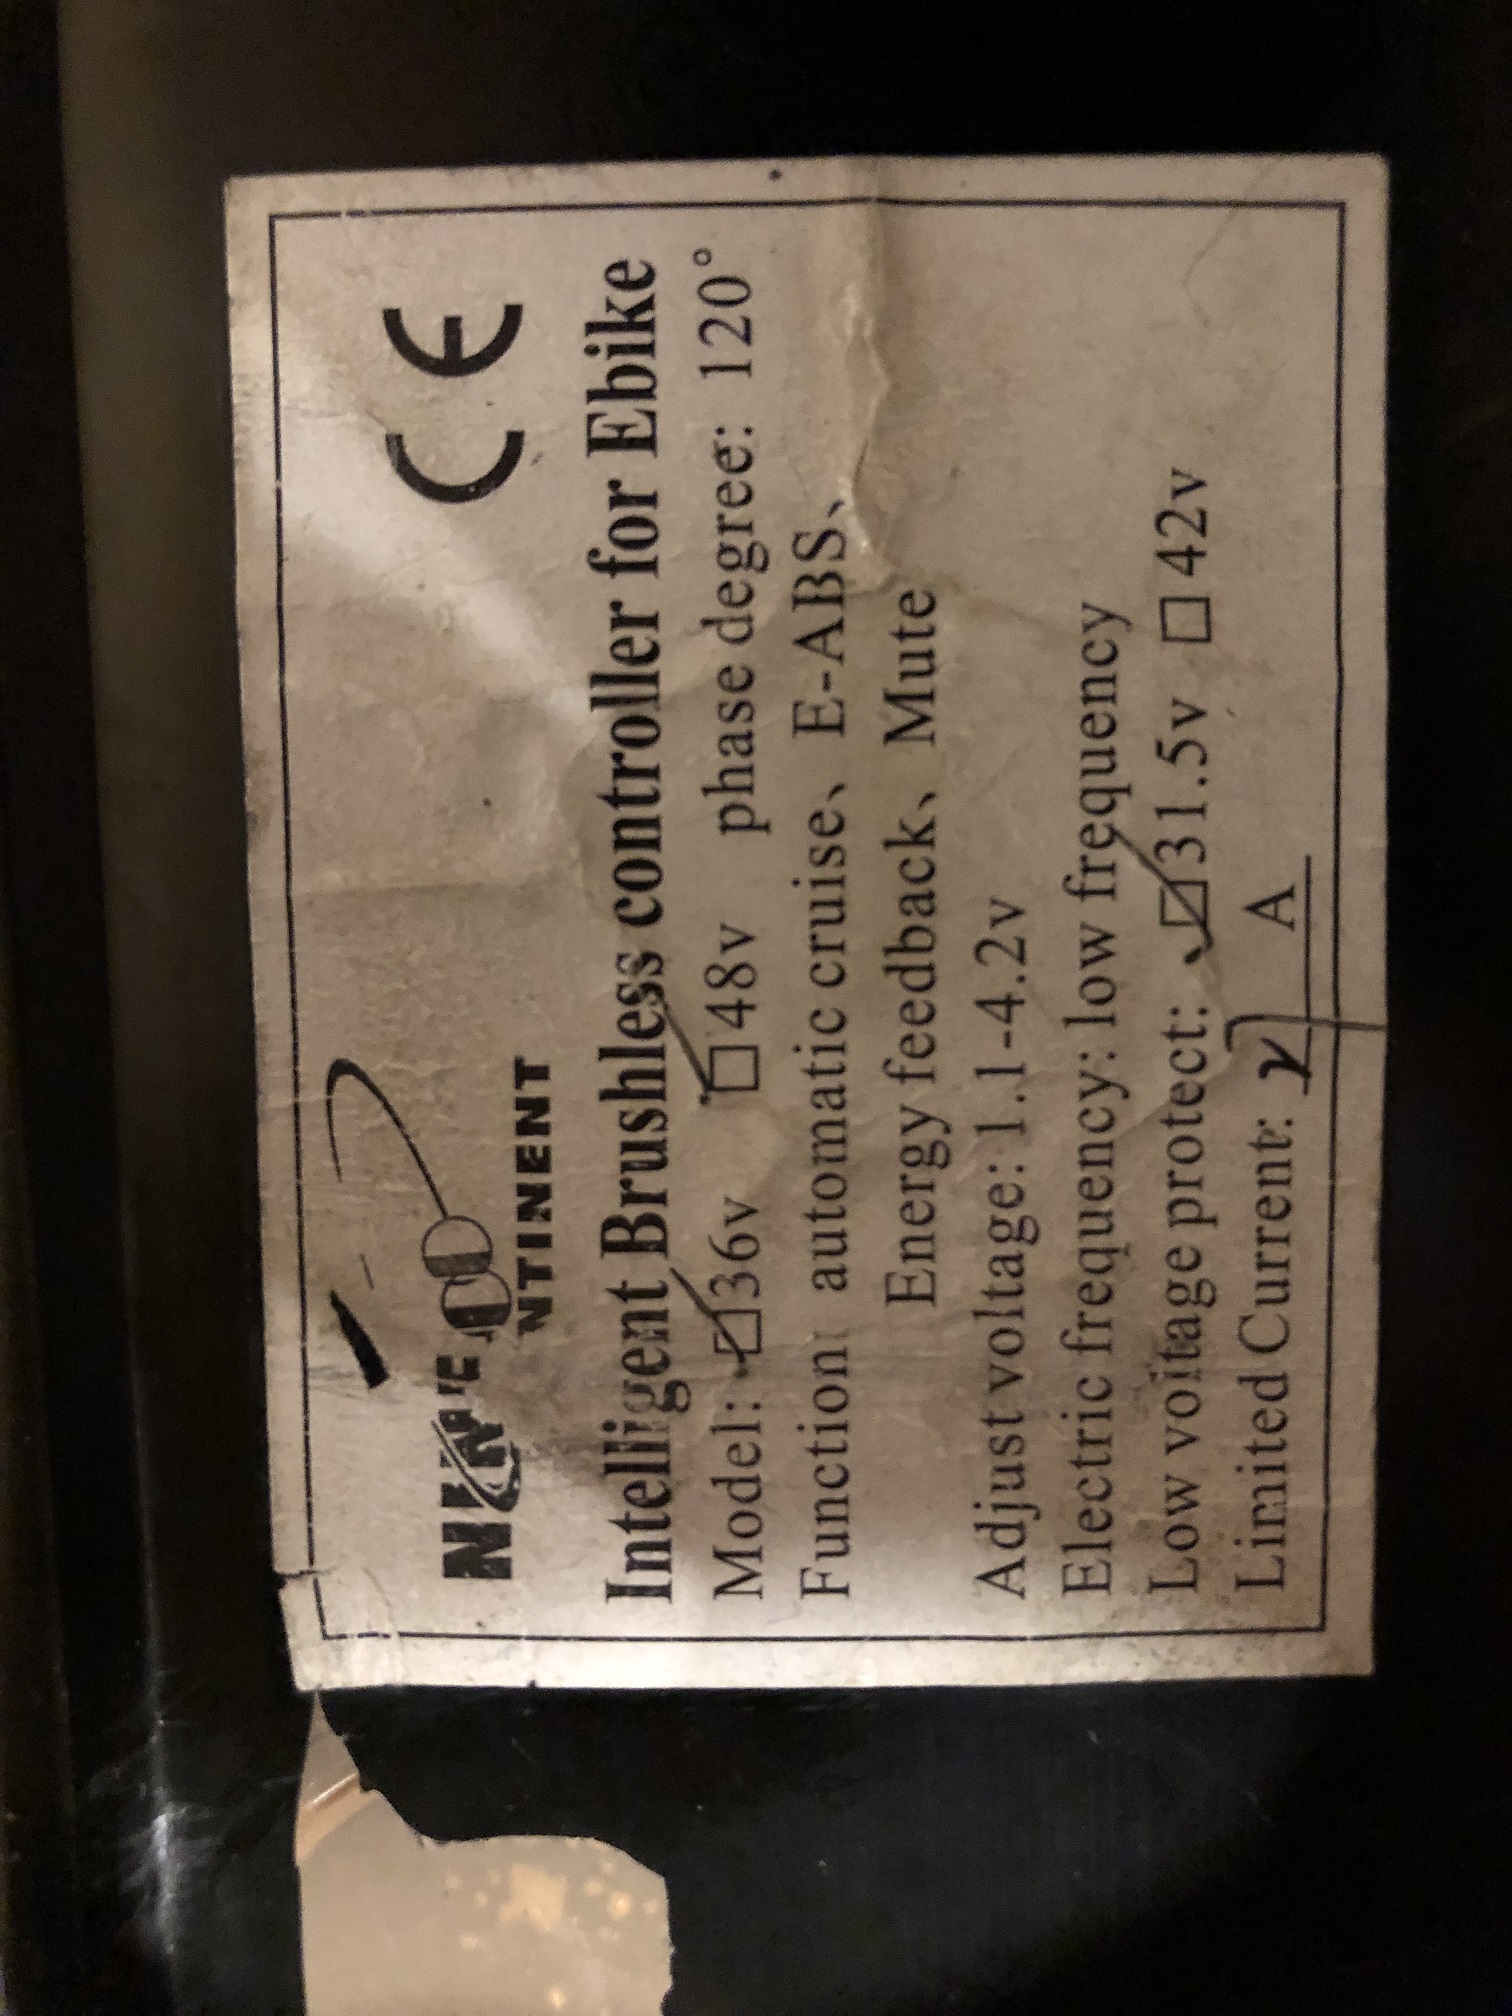 NTINENT
CE
Intelligent Brushless controller for Ebike
Model: ☑36v ☑48v phase degree: 120°
Function: automatic cruise、E-ABS、
Energy feedback、Mute
Adjust voltage: 1.1-4.2v
Electric frequency: low frequency
Low voltage protect: ☑31.5v ☐42v
Limited Current: A